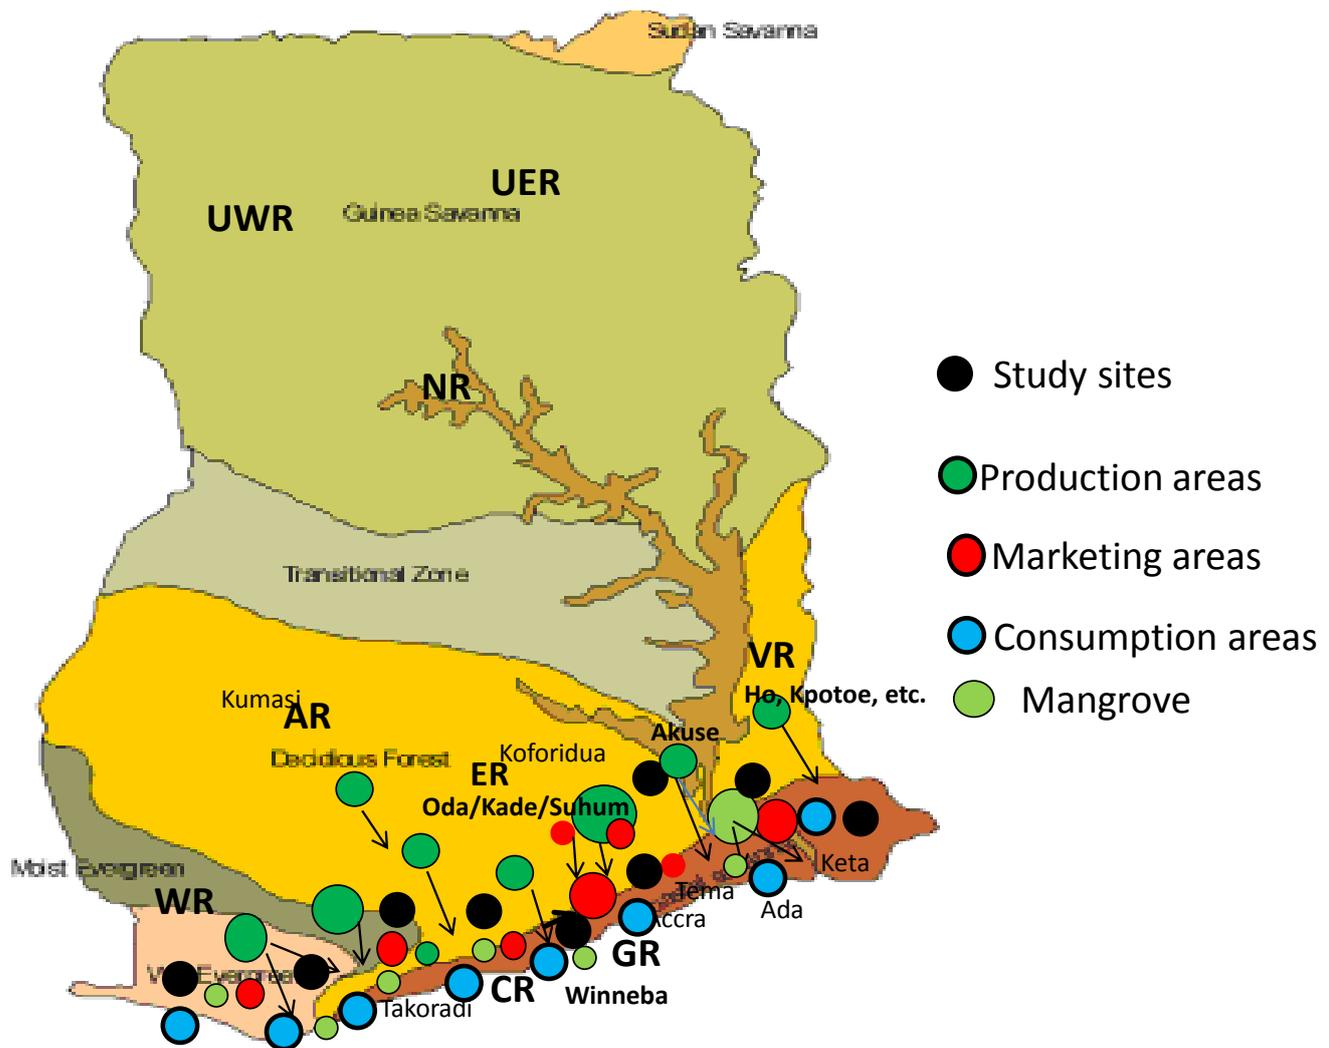 Sudan Savanna
UER
UWR
Guinea Savanna
NR
Study sites
Production areas
Marketing areas
Transitional Zone
Consumption areas
VR
Ho, Kpotoe, etc.
Mangrove
Kumasi
AR
Akuse
Koforidua
Decidious Forest
ER
Oda/Kade/Suhum
Keta
Moist Evergreen
Tema
WR
Ada
Accra
GR
Evergreen
CR
Winneba
Takoradi